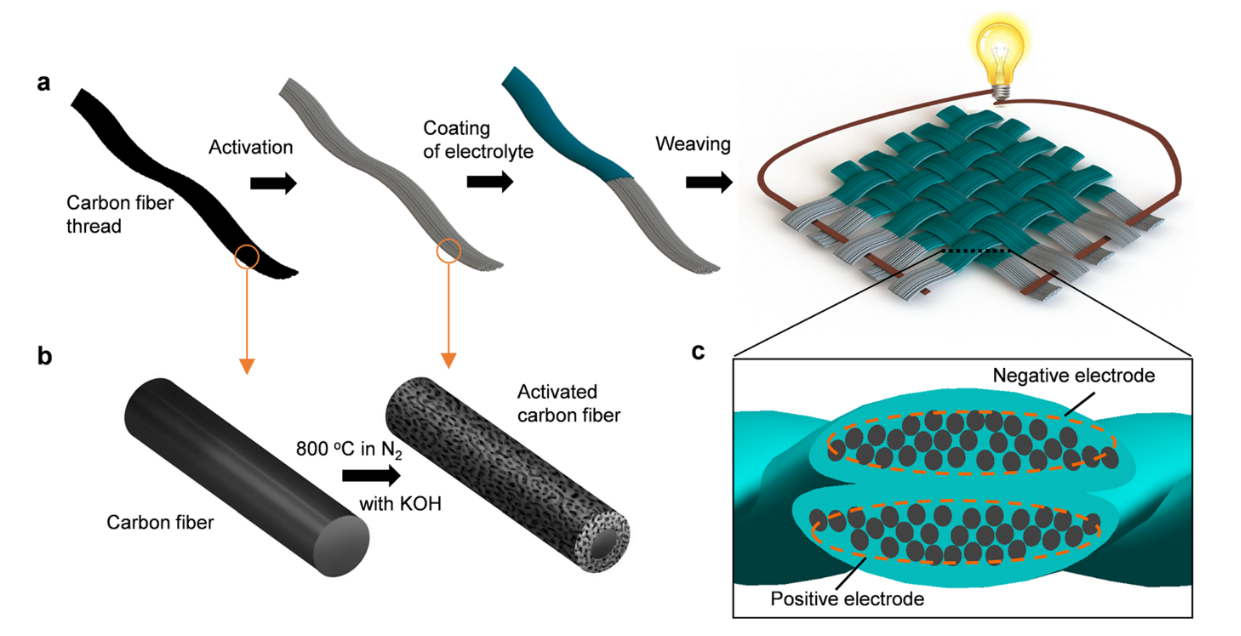 a
Activation
Coating
of electrolyte
Weaving
Carbon fiber
thread
b
c
Activated
carbon fiber
800 ºC in N₂
with KOH
Carbon fiber
Negative electrode
Positive electrode